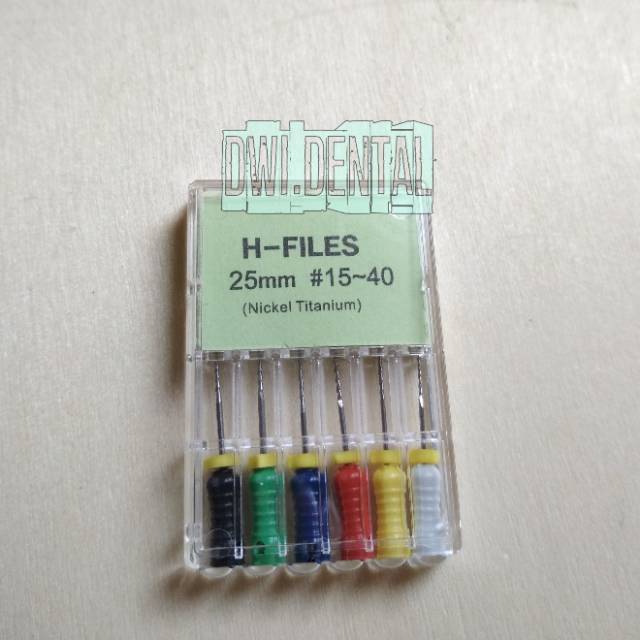 DWI.DENTAL
H-FILES
25mm #15~40
(Nickel Titanium)